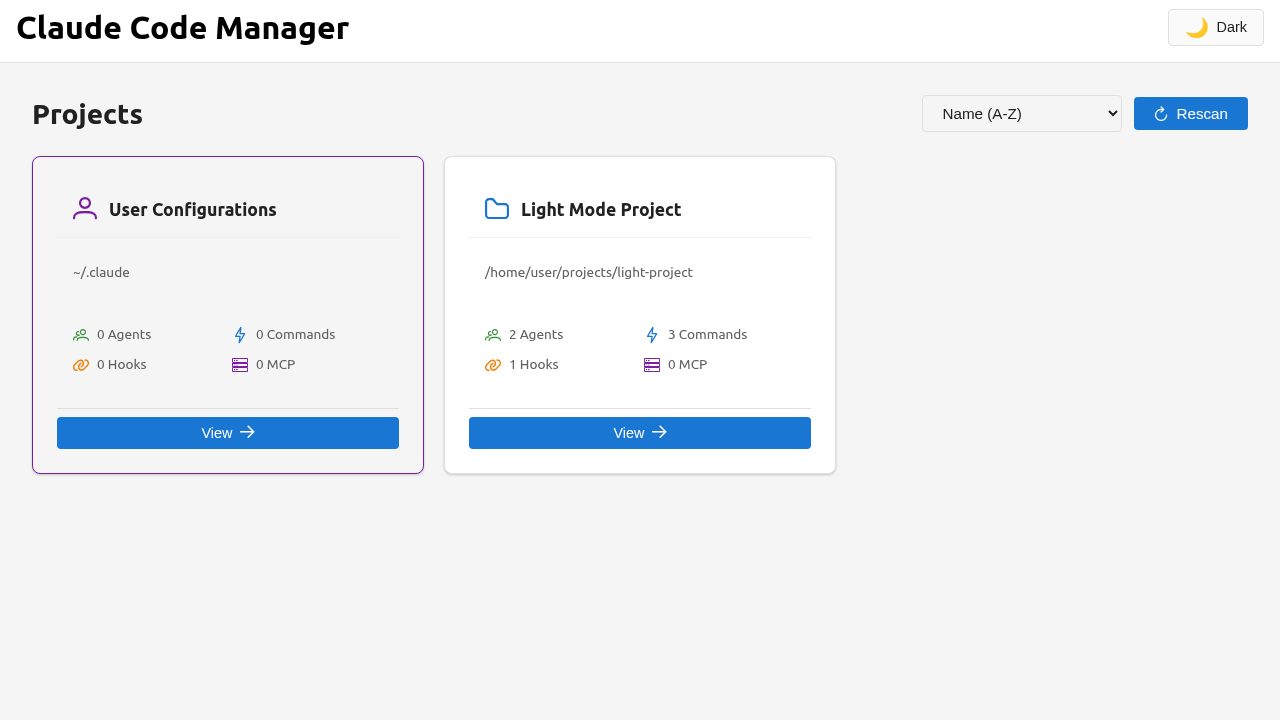 Claude Code Manager
🌙 Dark
Projects
Name (A-Z)
Rescan
User Configurations
~/.claude
0 Agents
0 Commands
0 Hooks
0 MCP
View
Light Mode Project
/home/user/projects/light-project
2 Agents
3 Commands
1 Hooks
0 MCP
View